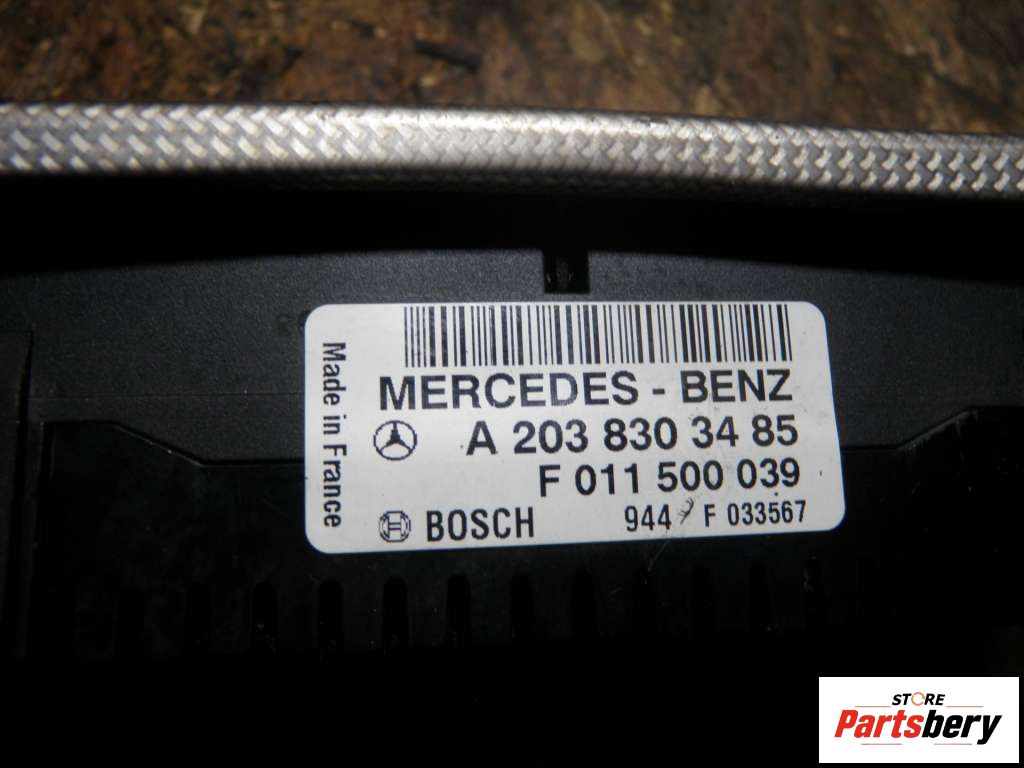 MERCEDES - BENZ
A 203 830 34 85
F 011 500 039
BOSCH 944 F 033567
Made in France
STORE
Partsbery